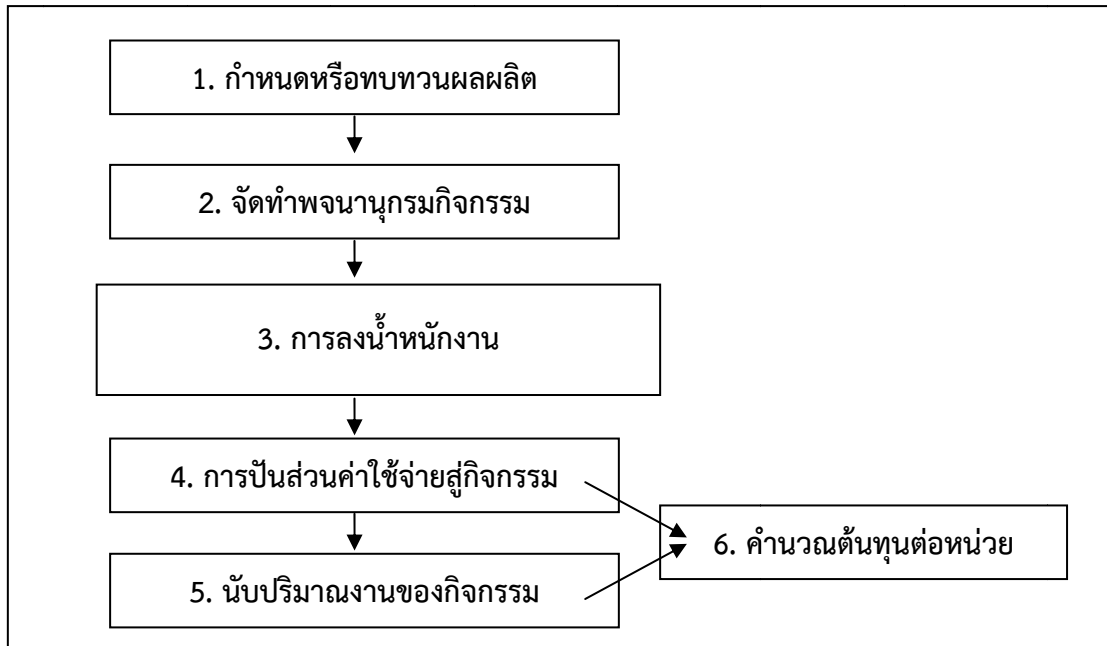 1. กำหนดหรือทบทวนผลผลิต
2. จัดทำพจนานุกรมกิจกรรม
3. การลงน้ำหนักงาน
4. การปันส่วนค่าใช้จ่ายสู่กิจกรรม
5. นับปริมาณงานของกิจกรรม
6. คำนวณต้นทุนต่อหน่วย